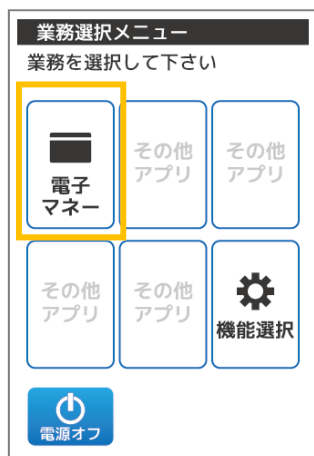 業務選択メニュー
業務を選択して下さい
電子
マネー
その他
アプリ
その他
アプリ
その他
アプリ
その他
アプリ
機能選択
電源オフ